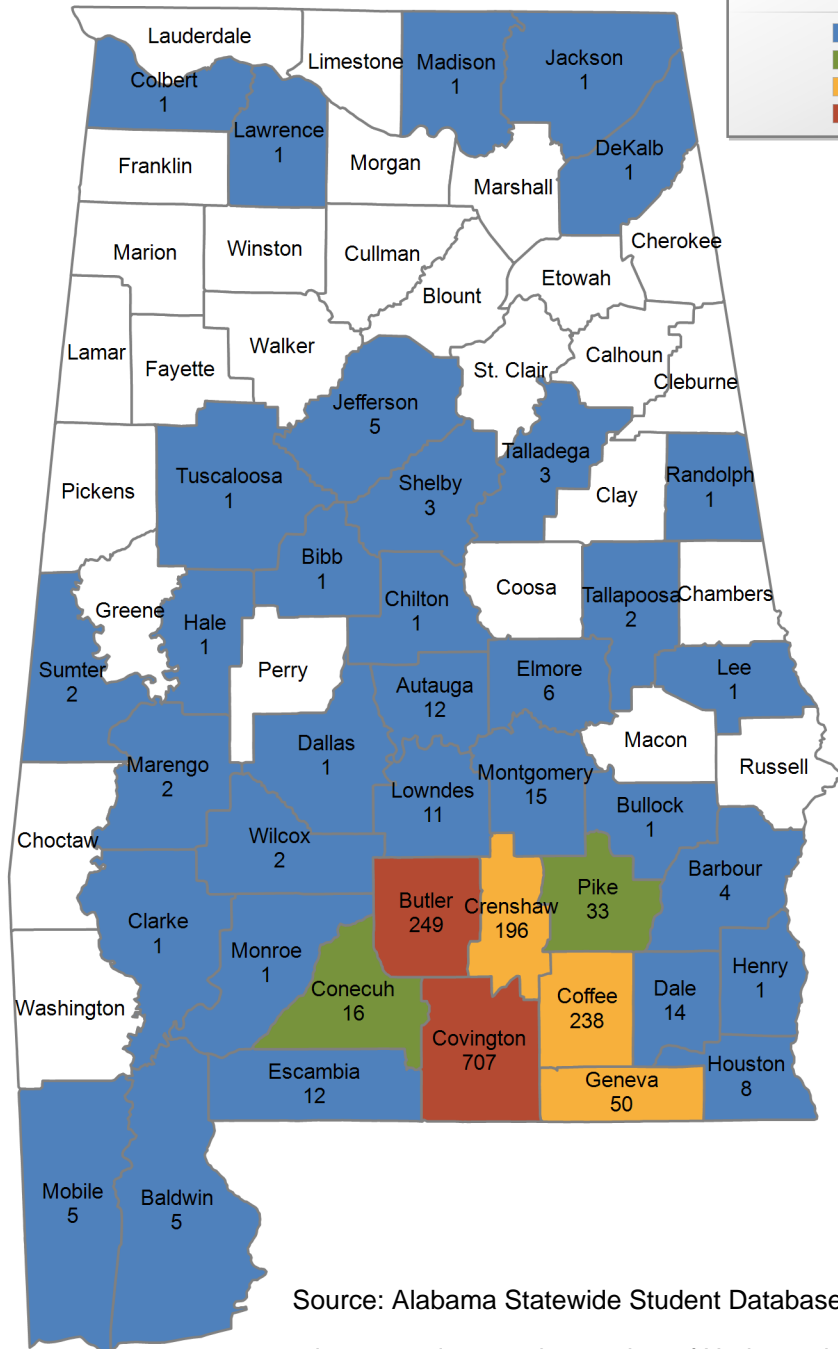 Lauderdale
Limestone
Madison
1
Jackson
1
Colbert
1
Lawrence
1
DeKalb
1
Franklin
Morgan
Marshall
Marion
Winston
Cullman
Cherokee
Etowah
Blount
Lamar
Fayette
Walker
St. Clair
Calhoun
Cleburne
Jefferson
5
Talladega
3
Tuscaloosa
1
Shelby
3
Randolph
1
Pickens
Clay
Bibb
1
Coosa
Tallapoosa
2
Chambers
Greene
Hale
1
Chilton
1
Perry
Sumter
2
Autauga
12
Elmore
6
Lee
1
Macon
Dallas
1
Russell
Marengo
2
Lowndes
11
Montgomery
15
Bullock
1
Choctaw
Wilcox
2
Barbour
4
Butler
249
Crenshaw
196
Pike
33
Clarke
1
Monroe
1
Henry
1
Conecuh
16
Coffee
238
Dale
14
Washington
Covington
707
Escambia
12
Geneva
50
Houston
8
Mobile
5
Baldwin
5
Source: Alabama Statewide Student Database